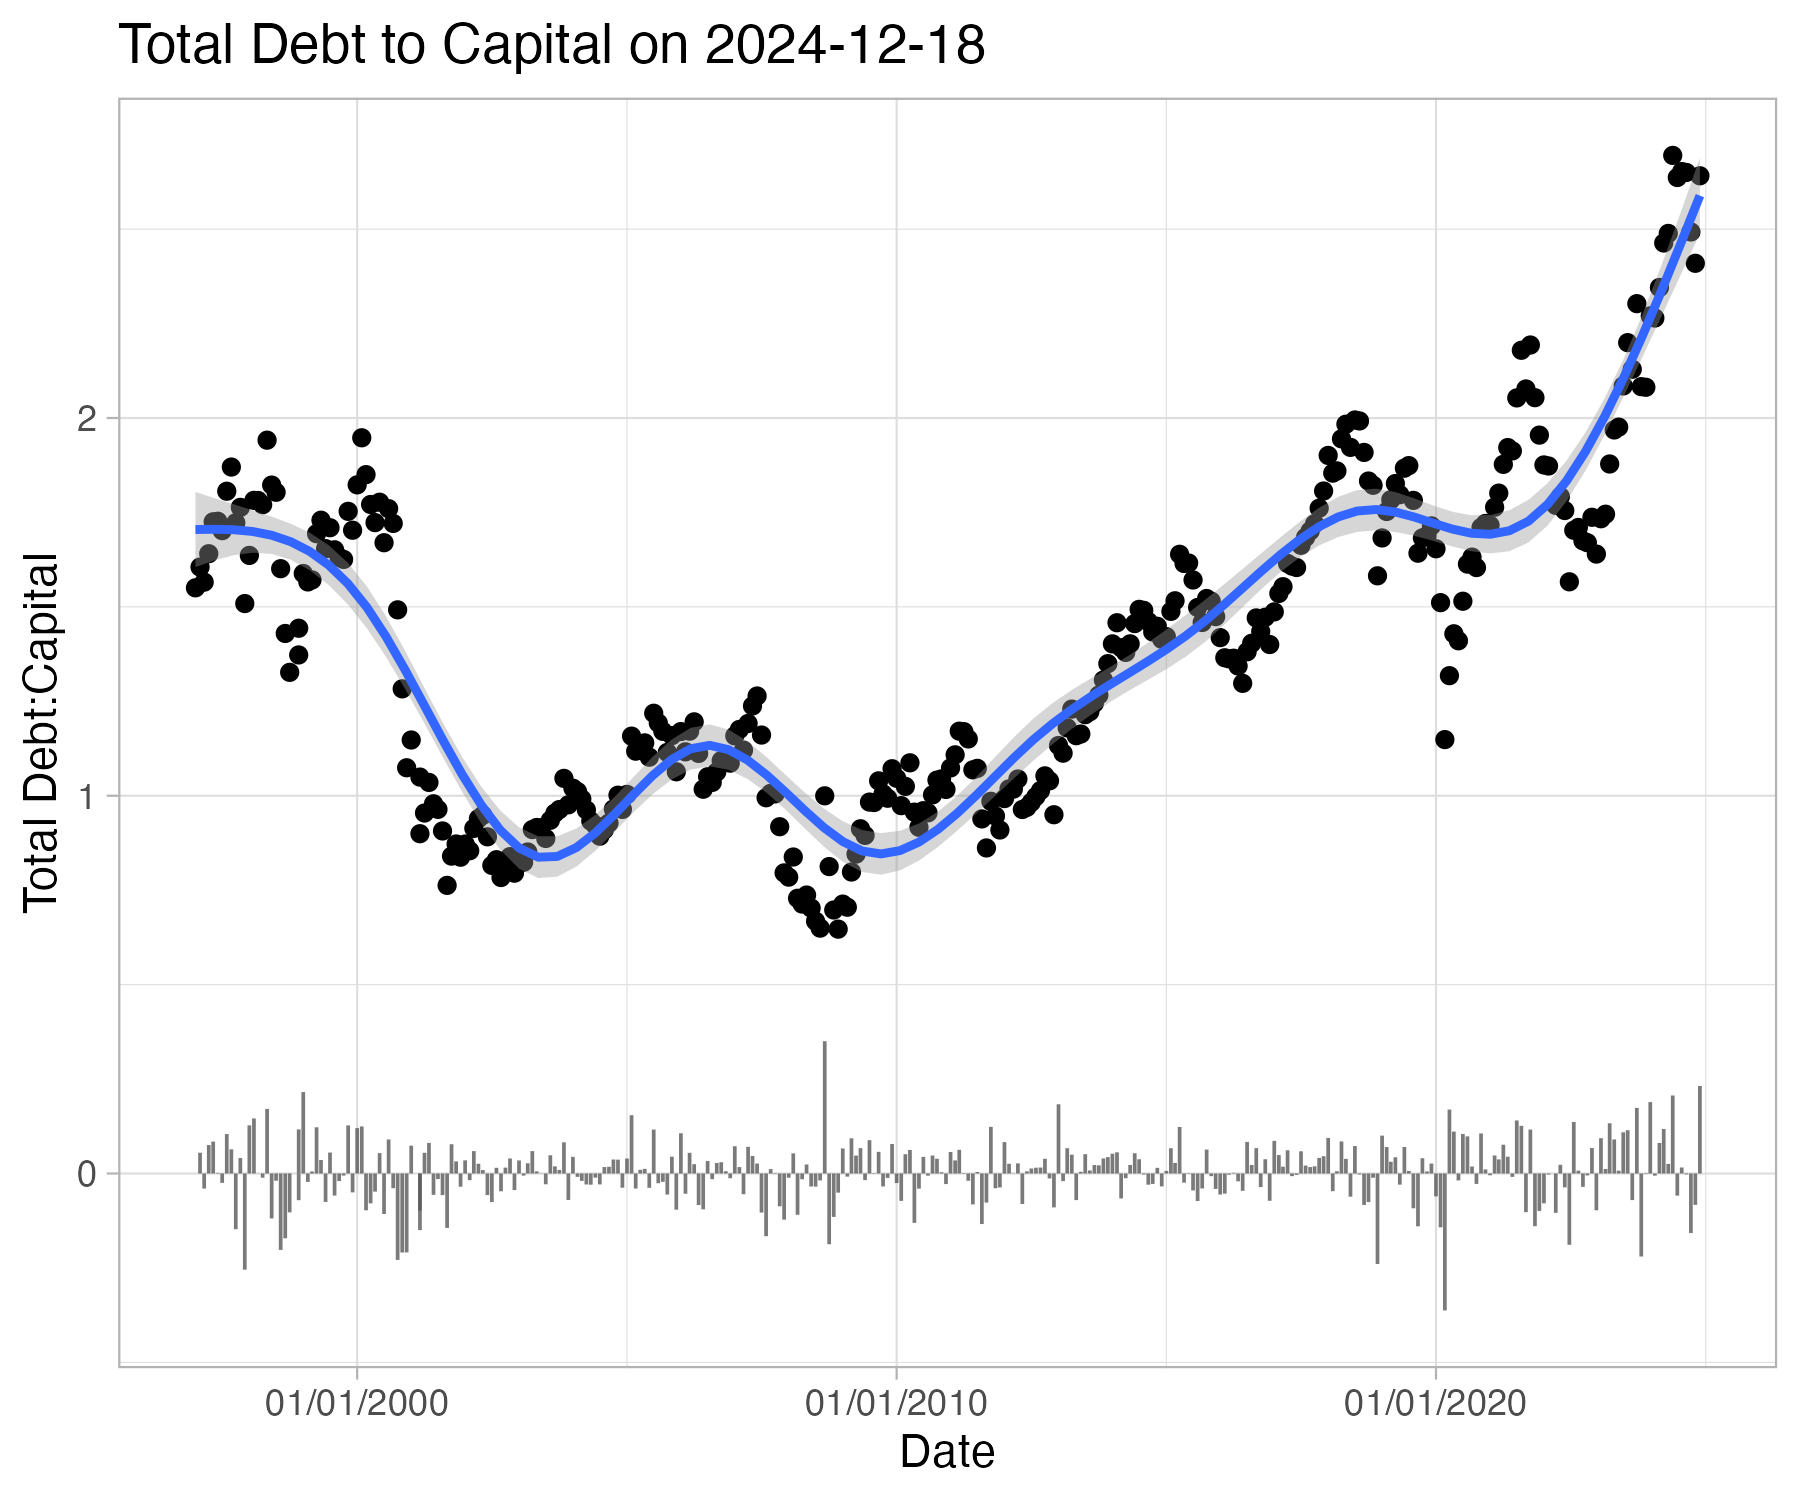 Total Debt to Capital on 2024-12-18
Total Debt:Capital
2
1
0
01/01/2000
01/01/2010
01/01/2020
Date